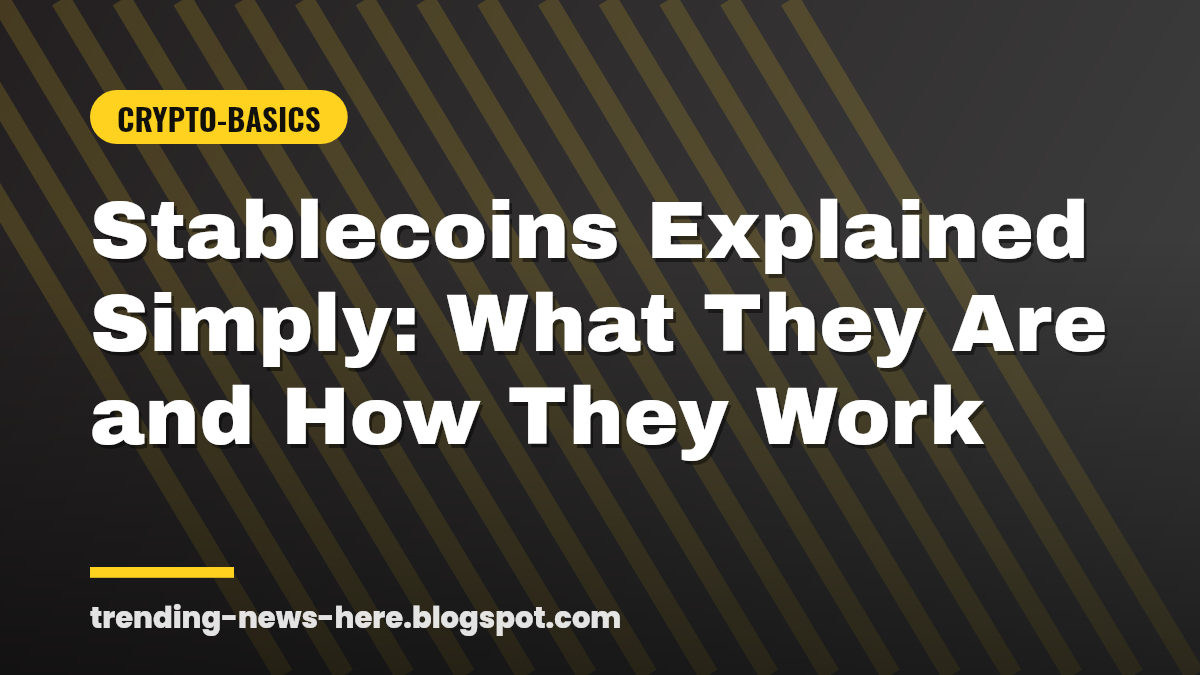 CRYPTO-BASICS
Stablecoins Explained
Simply: What They Are
and How They Work
trending-news-here.blogspot.com